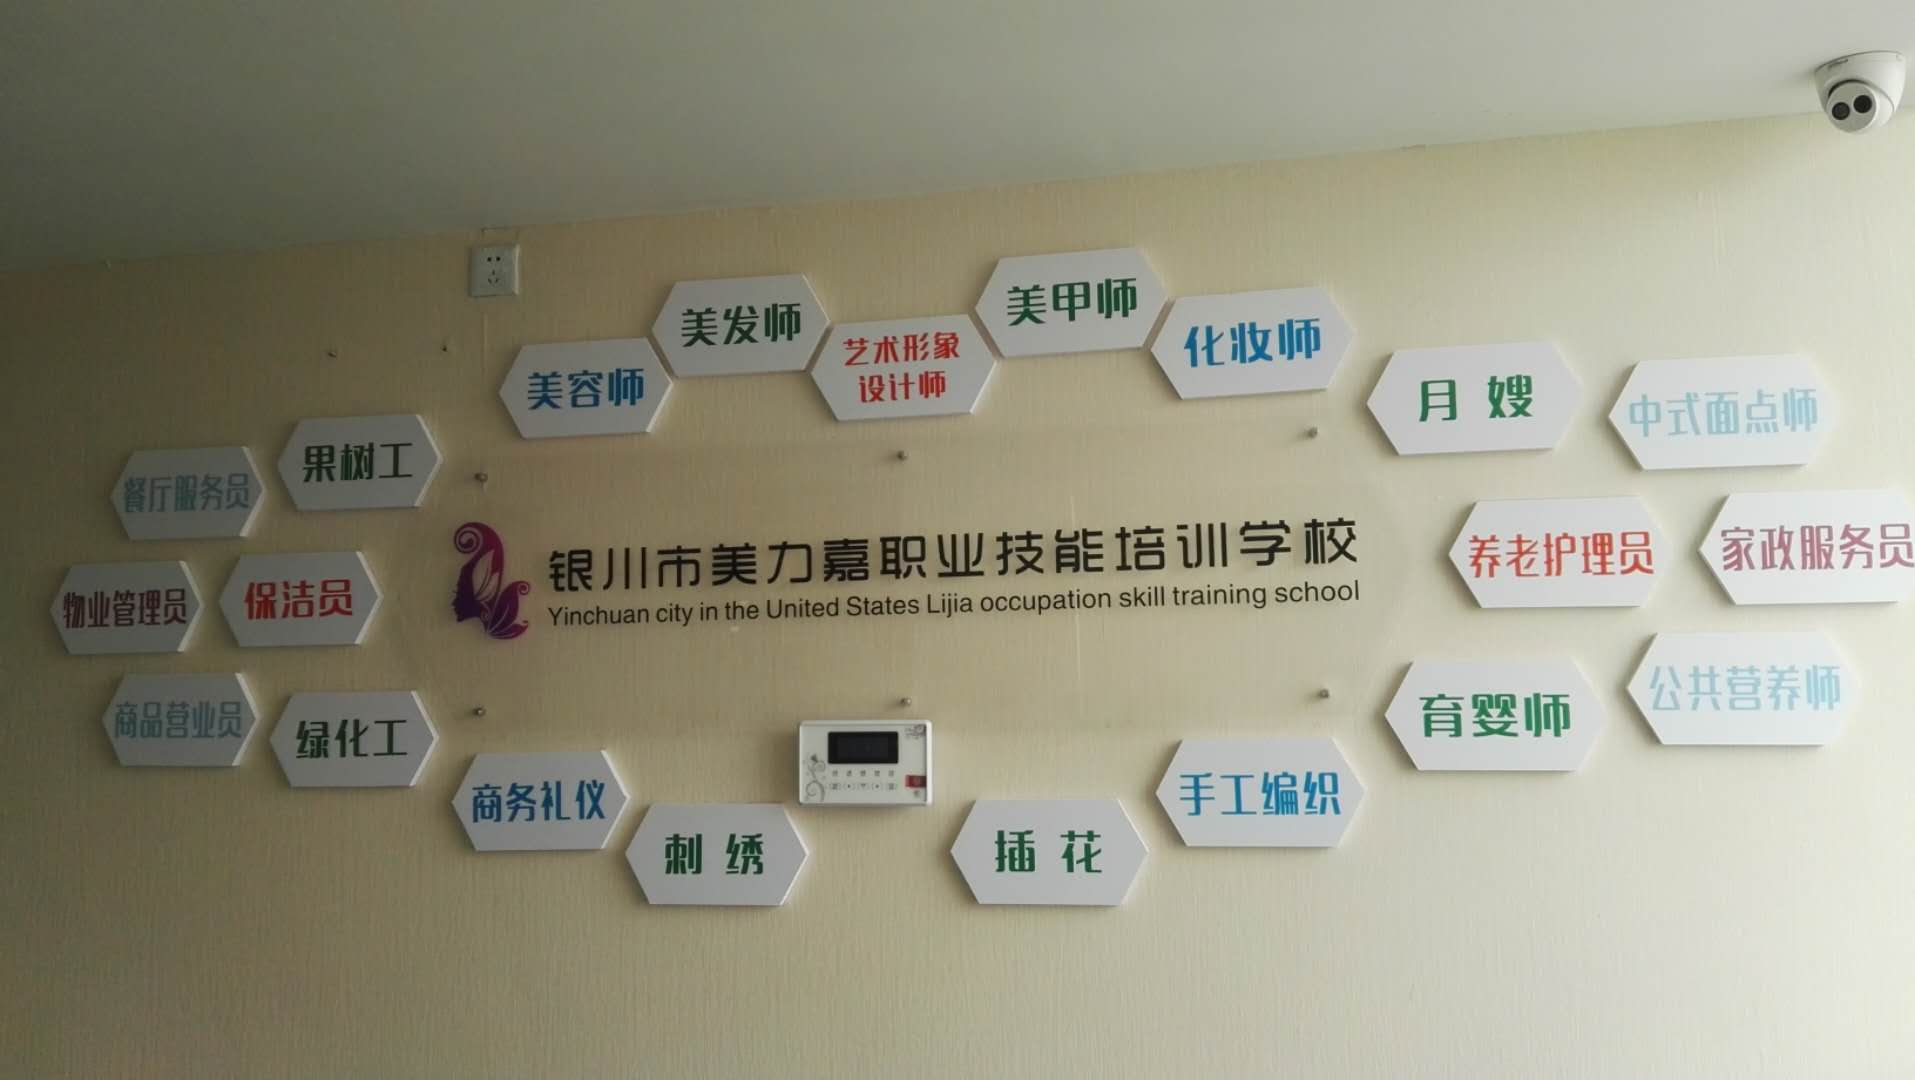 美发师
美甲师
美容师
艺术形象
设计师
化妆师
月嫂
中式面点师
果树工
餐厅服务员
银川市美力嘉职业技能培训学校
Yinchuan city in the United States Lijia occupation skill training school
养老护理员
家政服务员
物业管理员
保洁员
公共营养师
育婴师
商品营业员
绿化工
商务礼仪
手工编织
刺绣
插花